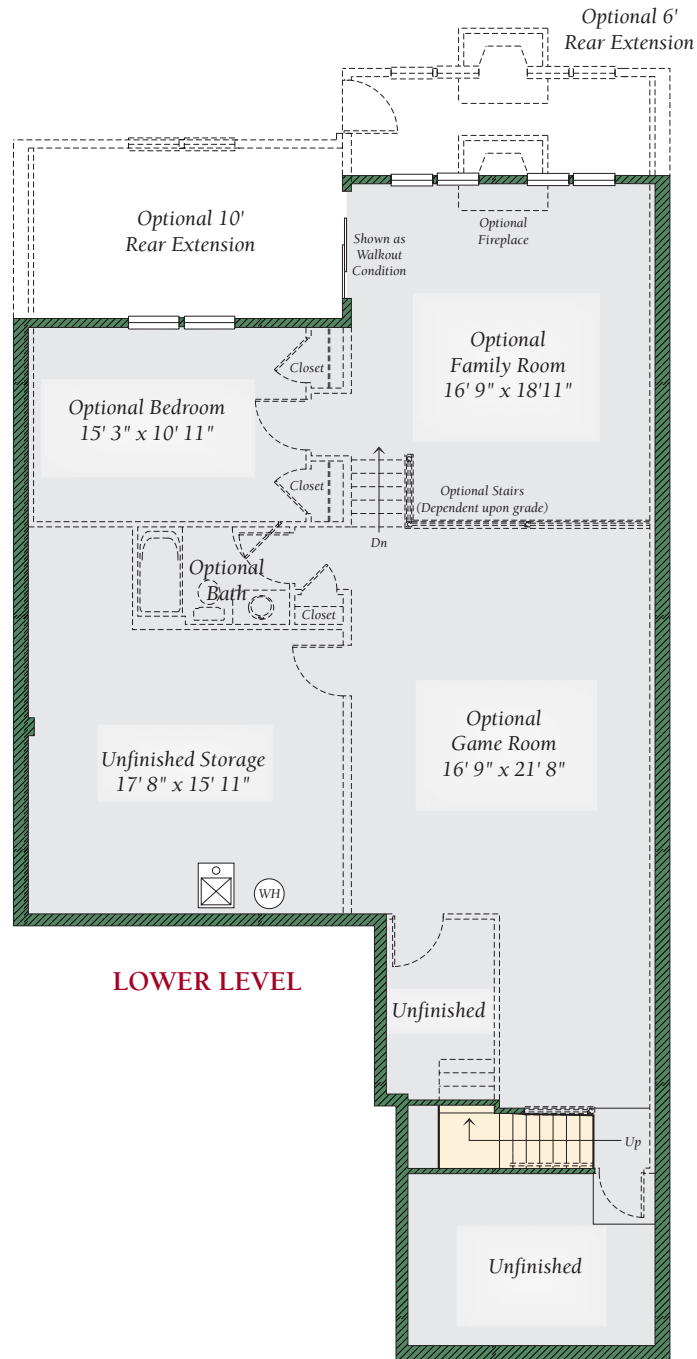 Optional 6'
Rear Extension
Optional 10'
Rear Extension
Shown as
Walkout
Condition
Optional
Fireplace
Optional
Family Room
16' 9" x 18'11"
Closet
Optional Bedroom
15' 3" x 10' 11"
Closet
Optional Stairs
(Dependent upon grade)
Dn
Optional
Bath
Closet
Optional
Game Room
16' 9" x 21' 8"
Unfinished Storage
17' 8" x 15' 11"
WH
LOWER LEVEL
Unfinished
Up
Unfinished